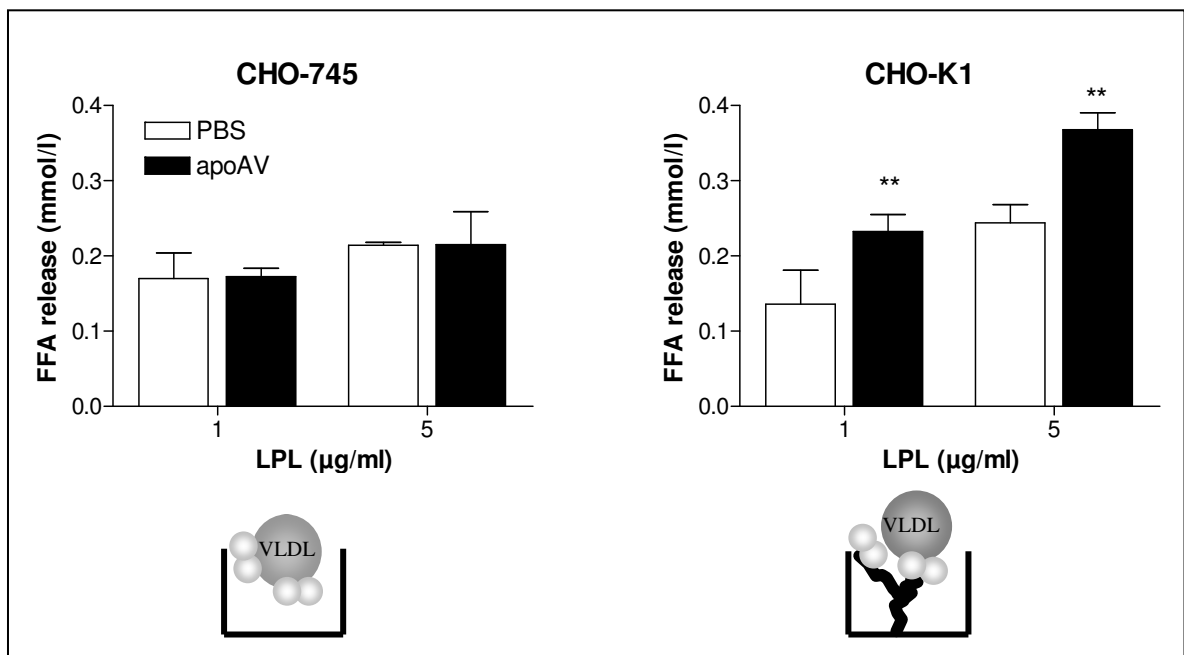 CHO-745
PBS
apoAV
FFA release (mmol/l)
0.4
0.3
0.2
0.1
0.0
1
5
LPL (µg/ml)
VLDL
CHO-K1
**
**
FFA release (mmol/l)
0.4
0.3
0.2
0.1
0.0
1
5
LPL (µg/ml)
VLDL